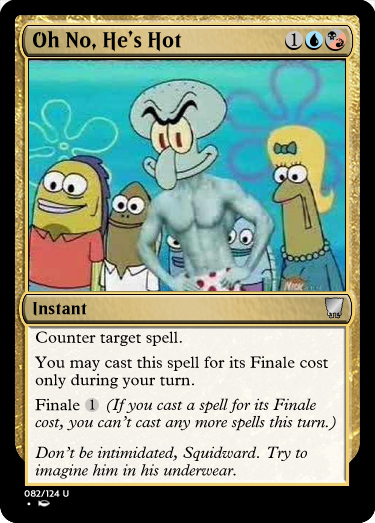 Oh No, He's Hot
1
Instant
Counter target spell.
You may cast this spell for its Finale cost
only during your turn.
Finale 1 (If you cast a spell for its Finale
cost, you can't cast any more spells this turn.)
Don't be intimidated, Squidward. Try to
imagine him in his underwear.
082/124 U